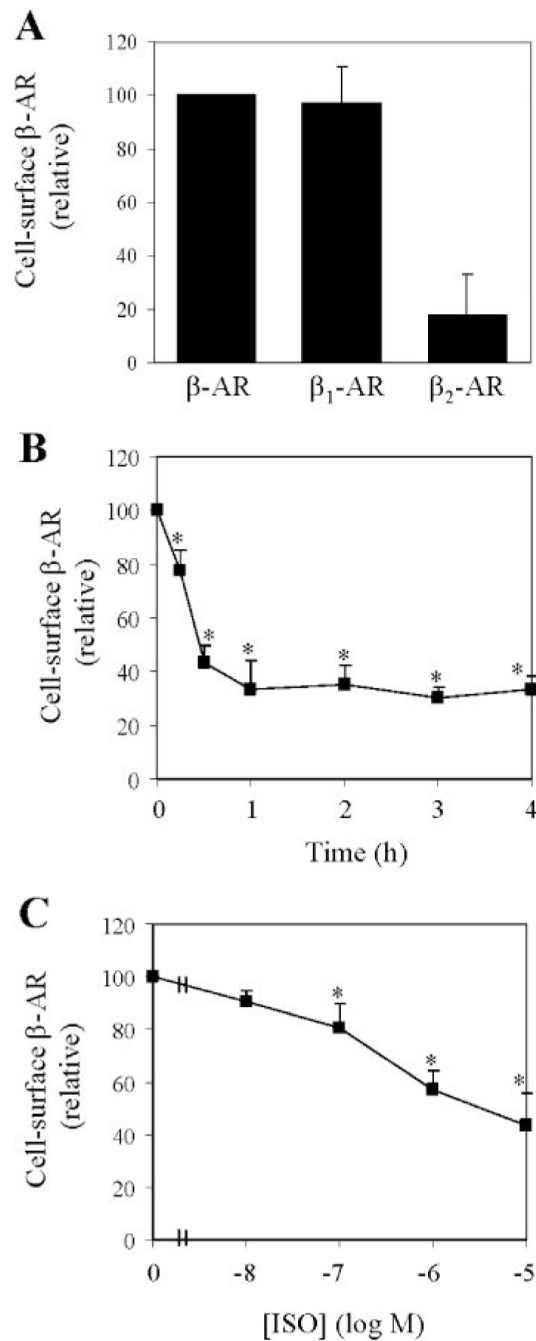 A
Cell-surface β-AR
(relative)
120
100
80
60
40
20
0
β-AR β₁-AR β₂-AR
B
Cell-surface β-AR
(relative)
120
100
80
60
40
20
0
* * * * * *
0 1 2 3 4
Time (h)
C
Cell-surface β-AR
(relative)
120
100
80
60
40
20
0
* * *
0 -8 -7 -6 -5
[ISO] (log M)